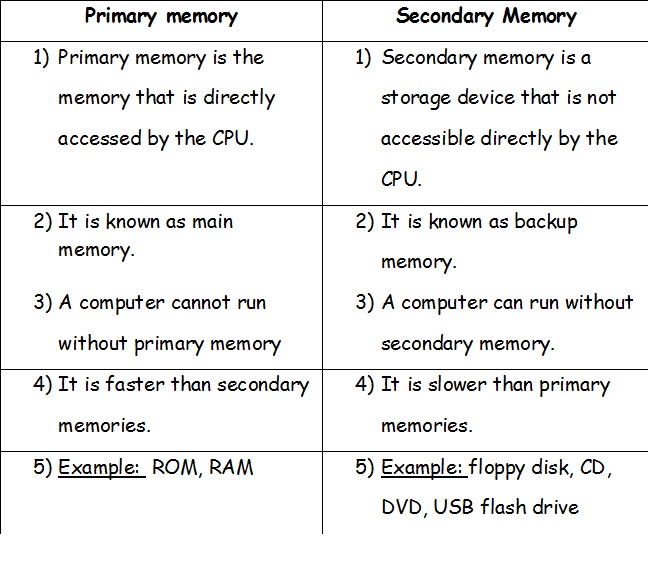 Primary memory
Secondary Memory
1) Primary memory is the
memory that is directly
accessed by the CPU.
1) Secondary memory is a
storage device that is not
accessible directly by the
CPU.
2) It is known as main
memory.
2) It is known as backup
memory.
3) A computer cannot run
without primary memory
3) A computer can run without
secondary memory.
4) It is faster than secondary
memories.
4) It is slower than primary
memories.
5) Example: ROM, RAM
5) Example: floppy disk, CD,
DVD, USB flash drive